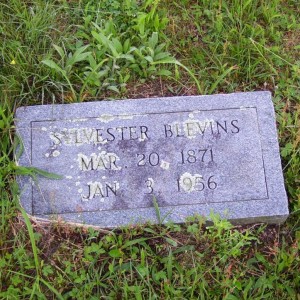 SYLVESTER BLEVINS
MAR. 20, 1871
JAN. 3, 1956